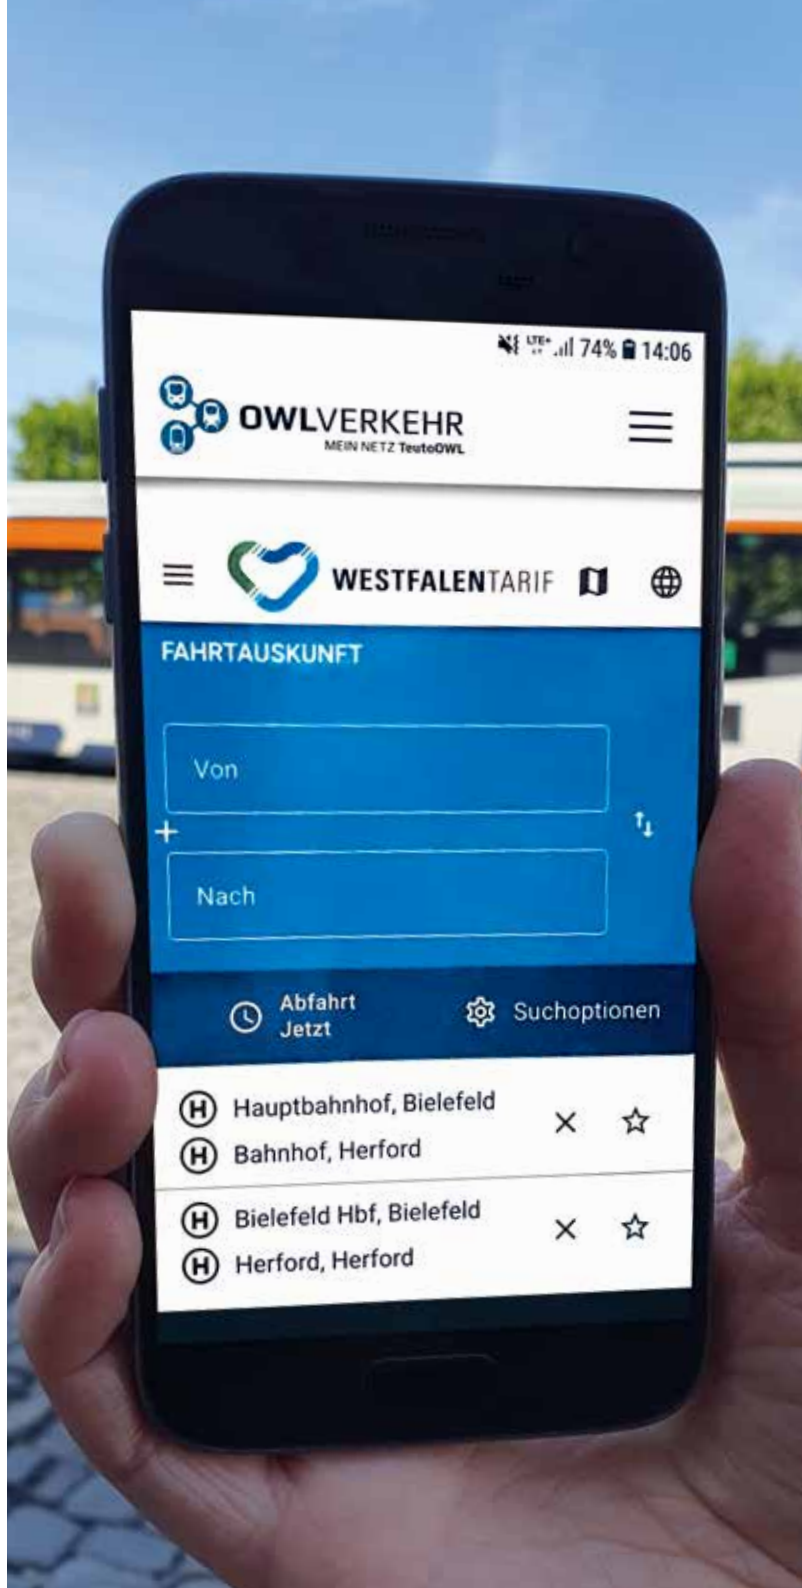 LTE+ 74% 14:06
OWLVERKEHR
MEIN NETZ TeutoOWL
WESTFALENTARIF
FAHRTAUSKUNFT
Von
Nach
Abfahrt
Jetzt
Suchoptionen
H Hauptbahnhof, Bielefeld
H Bahnhof, Herford
H Bielefeld Hbf, Bielefeld
H Herford, Herford